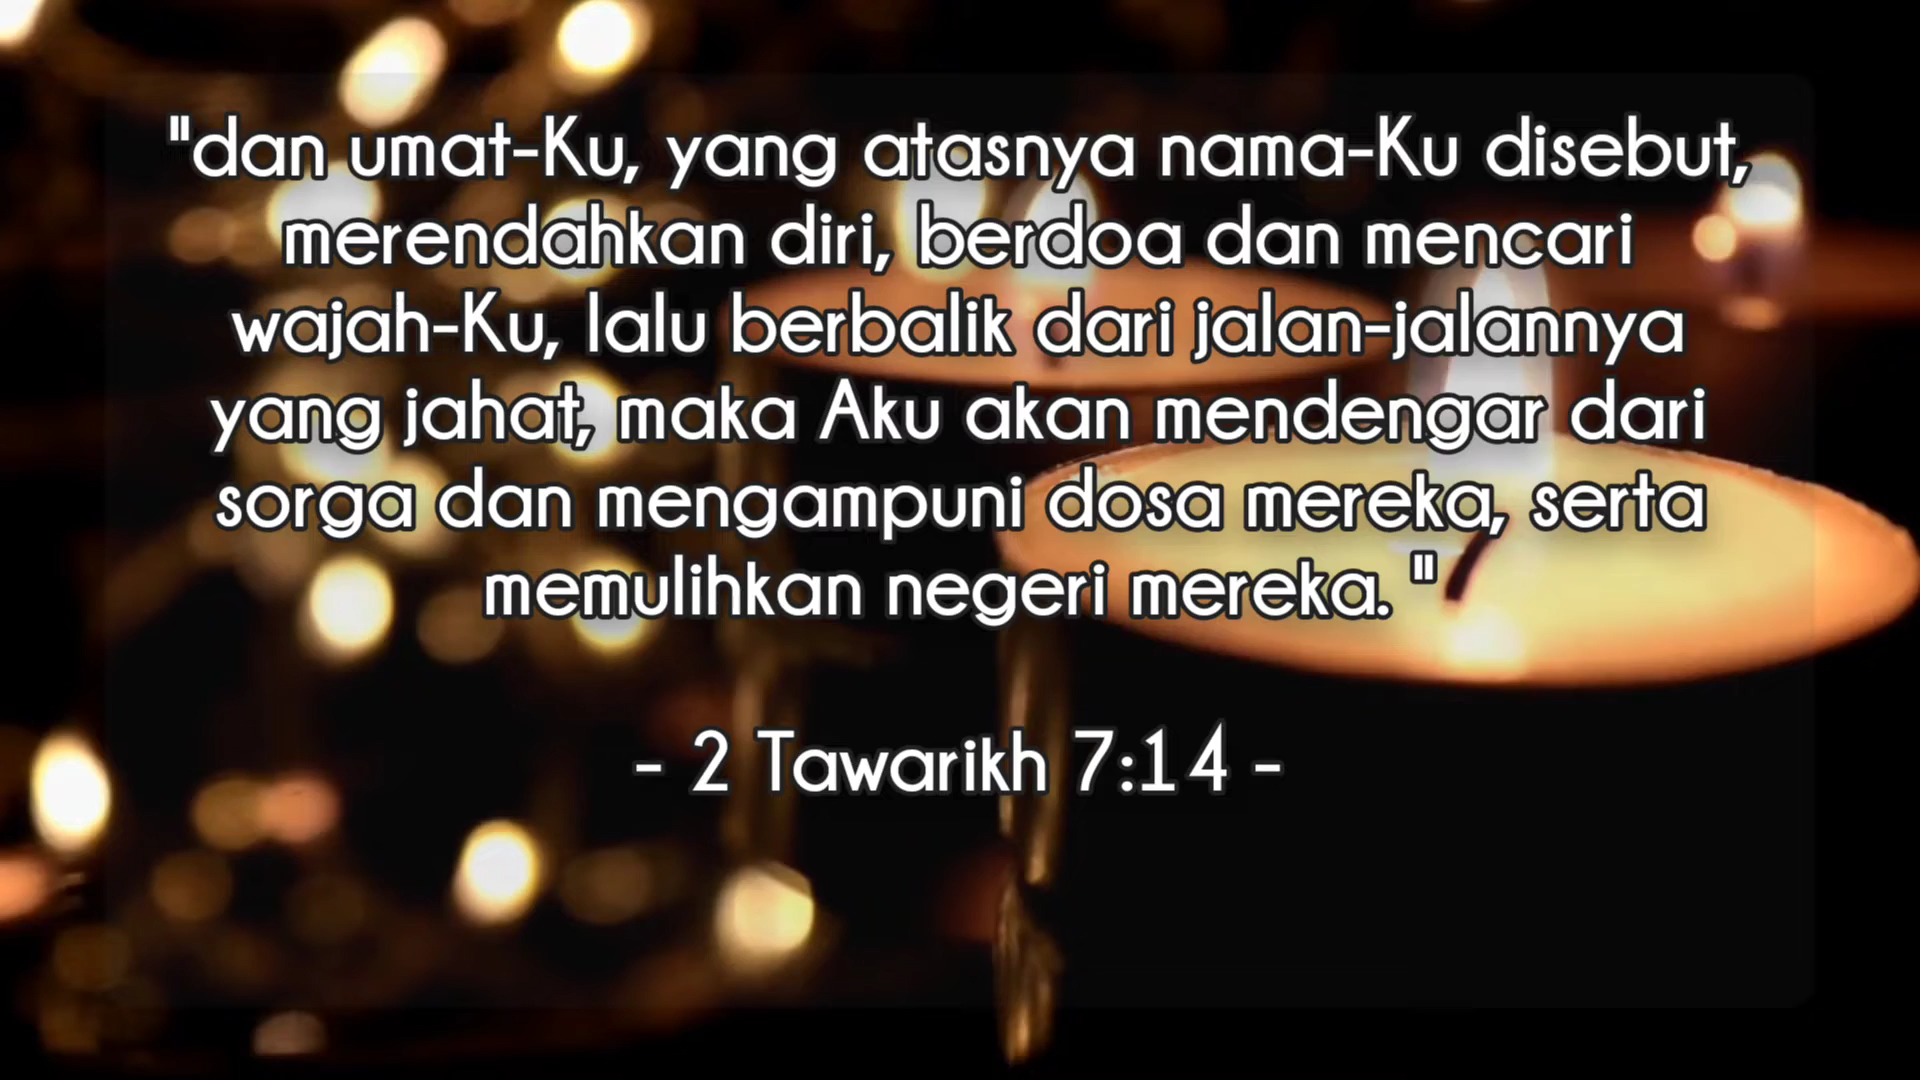 "dan umat-Ku, yang atasnya nama-Ku disebut,
merendahkan diri, berdoa dan mencari
wajah-Ku, lalu berbalik dari jalan-jalannya
yang jahat, maka Aku akan mendengar dari
sorga dan mengampuni dosa mereka, serta
memulihkan negeri mereka. "
- 2 Tawarikh 7:14 -